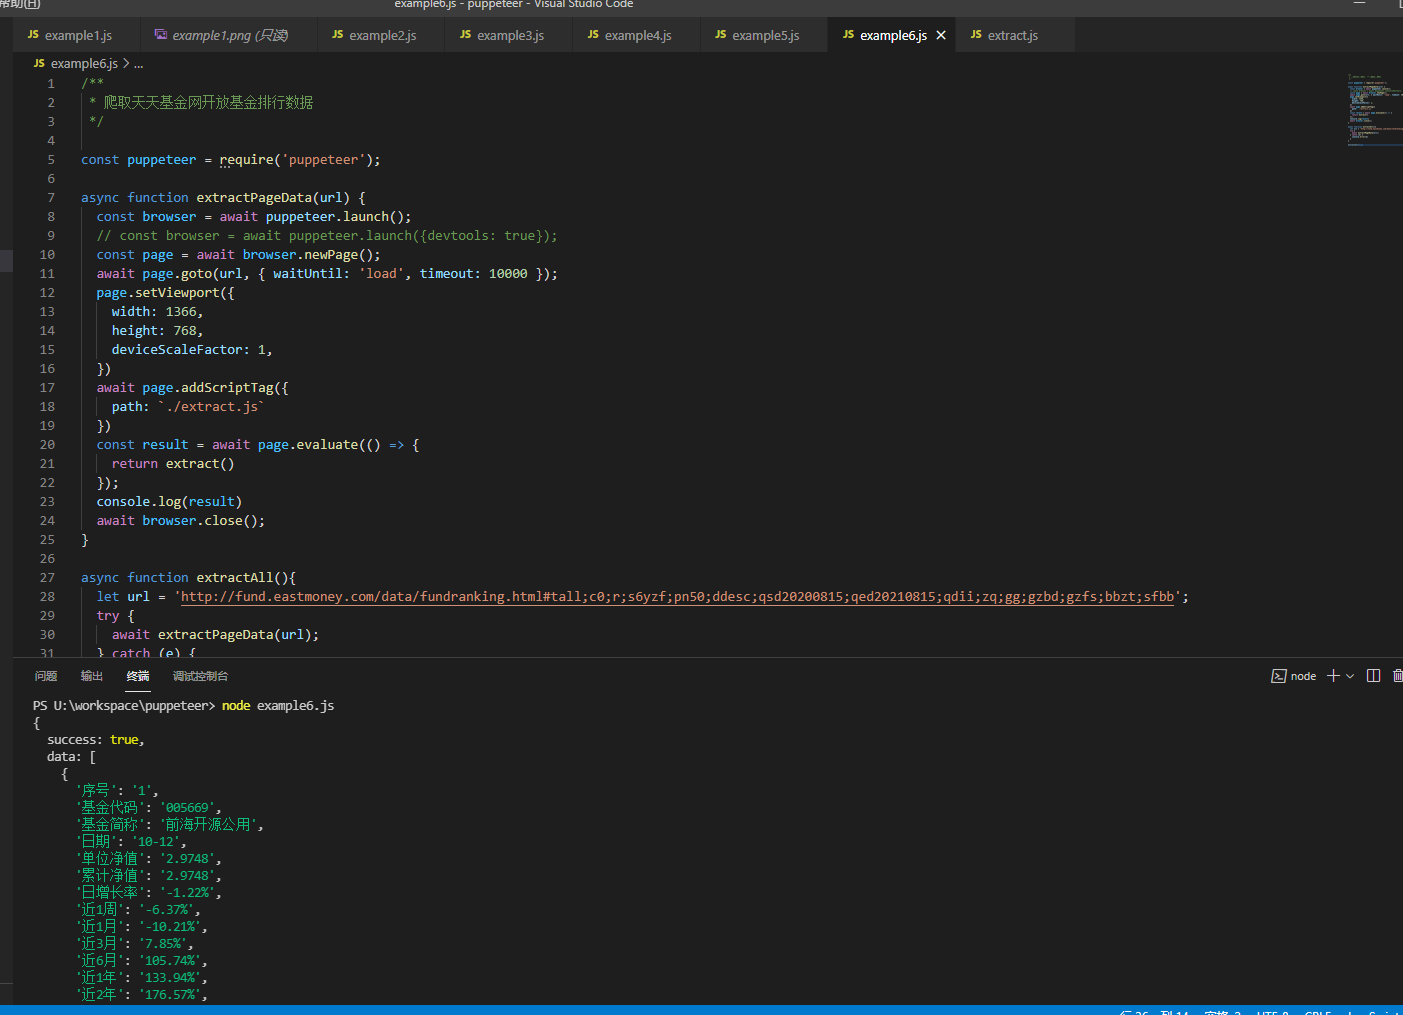 帮助(H)
example6.js - puppeteer - Visual Studio Code
JS example1.js
example1.png (只读)
JS example2.js
JS example3.js
JS example4.js
JS example5.js
JS example6.js
JS extract.js
JS example6.js > ...
1 /**
2 * 爬取天天基金网开放基金排行数据
3 */
4
5 const puppeteer = require('puppeteer');
6
7 async function extractPageData(url) {
8 const browser = await puppeteer.launch();
9 // const browser = await puppeteer.launch({devtools: true});
10 const page = await browser.newPage();
11 await page.goto(url, { waitUntil: 'load', timeout: 10000 });
12 page.setViewport({
13 width: 1366,
14 height: 768,
15 deviceScaleFactor: 1,
16 })
17 await page.addScriptTag({
18 path: `./extract.js`
19 })
20 const result = await page.evaluate(() => {
21 return extract()
22 });
23 console.log(result)
24 await browser.close();
25 }
26
27 async function extractAll(){
28 let url = 'http://fund.eastmoney.com/data/fundranking.html#tall;c0;r;s6yzf;pn50;ddesc;qsd20200815;qed20210815;qdii;zq;gg;gzbd;gzfs;bbzt;sfbb';
29 try {
30 await extractPageData(url);
31 } catch (e) {
问题 输出 终端 调试控制台
node
PS U:\workspace\puppeteer> node example6.js
{
success: true,
data: [
{
'序号': '1',
'基金代码': '005669',
'基金简称': '前海开源公用',
'日期': '10-12',
'单位净值': '2.9748',
'累计净值': '2.9748',
'日增长率': '-1.22%',
'近1周': '-6.37%',
'近1月': '-10.21%',
'近3月': '7.85%',
'近6月': '105.74%',
'近1年': '133.94%',
'近2年': '176.57%',